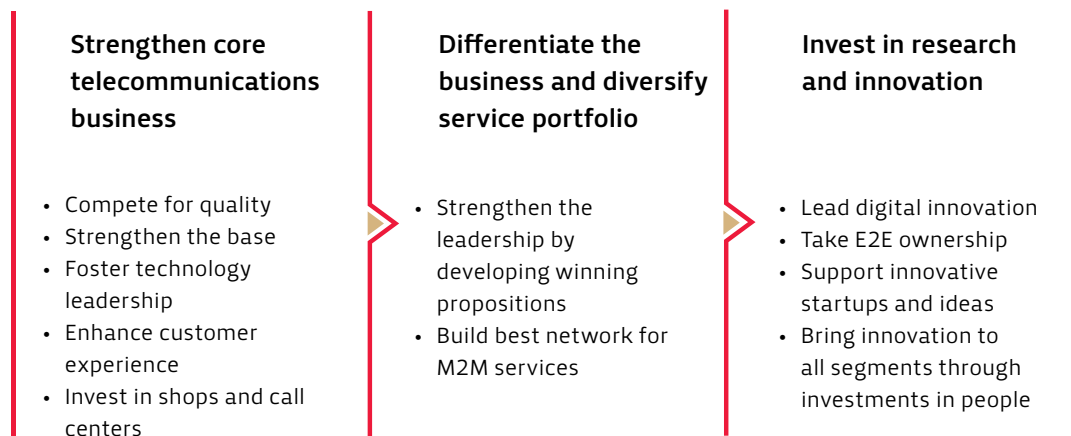 Strengthen core
telecommunications
business
• Compete for quality
• Strengthen the base
• Foster technology
leadership
• Enhance customer
experience
• Invest in shops and call
centers
Differentiate the
business and diversify
service portfolio
• Strengthen the
leadership by
developing winning
propositions
• Build best network for
M2M services
Invest in research
and innovation
• Lead digital innovation
• Take E2E ownership
• Support innovative
startups and ideas
• Bring innovation to
all segments through
investments in people